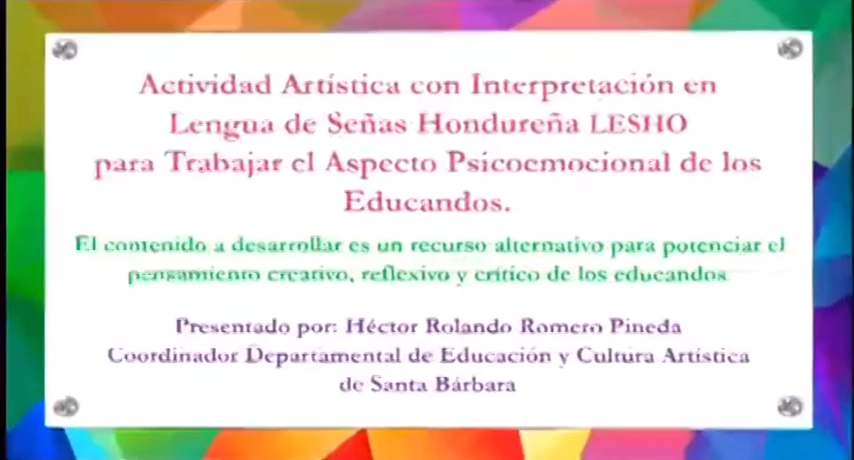 Actividad Artística con Interpretación en
Lengua de Señas Hondureña LESHO
para Trabajar el Aspecto Psicoemocional de los
Educandos.
El contenido a desarrollar es un recurso alternativo para potenciar el
pensamiento creativo, reflexivo y crítico de los educandos
Presentado por: Héctor Rolando Romero Pineda
Coordinador Departamental de Educación y Cultura Artística
de Santa Bárbara